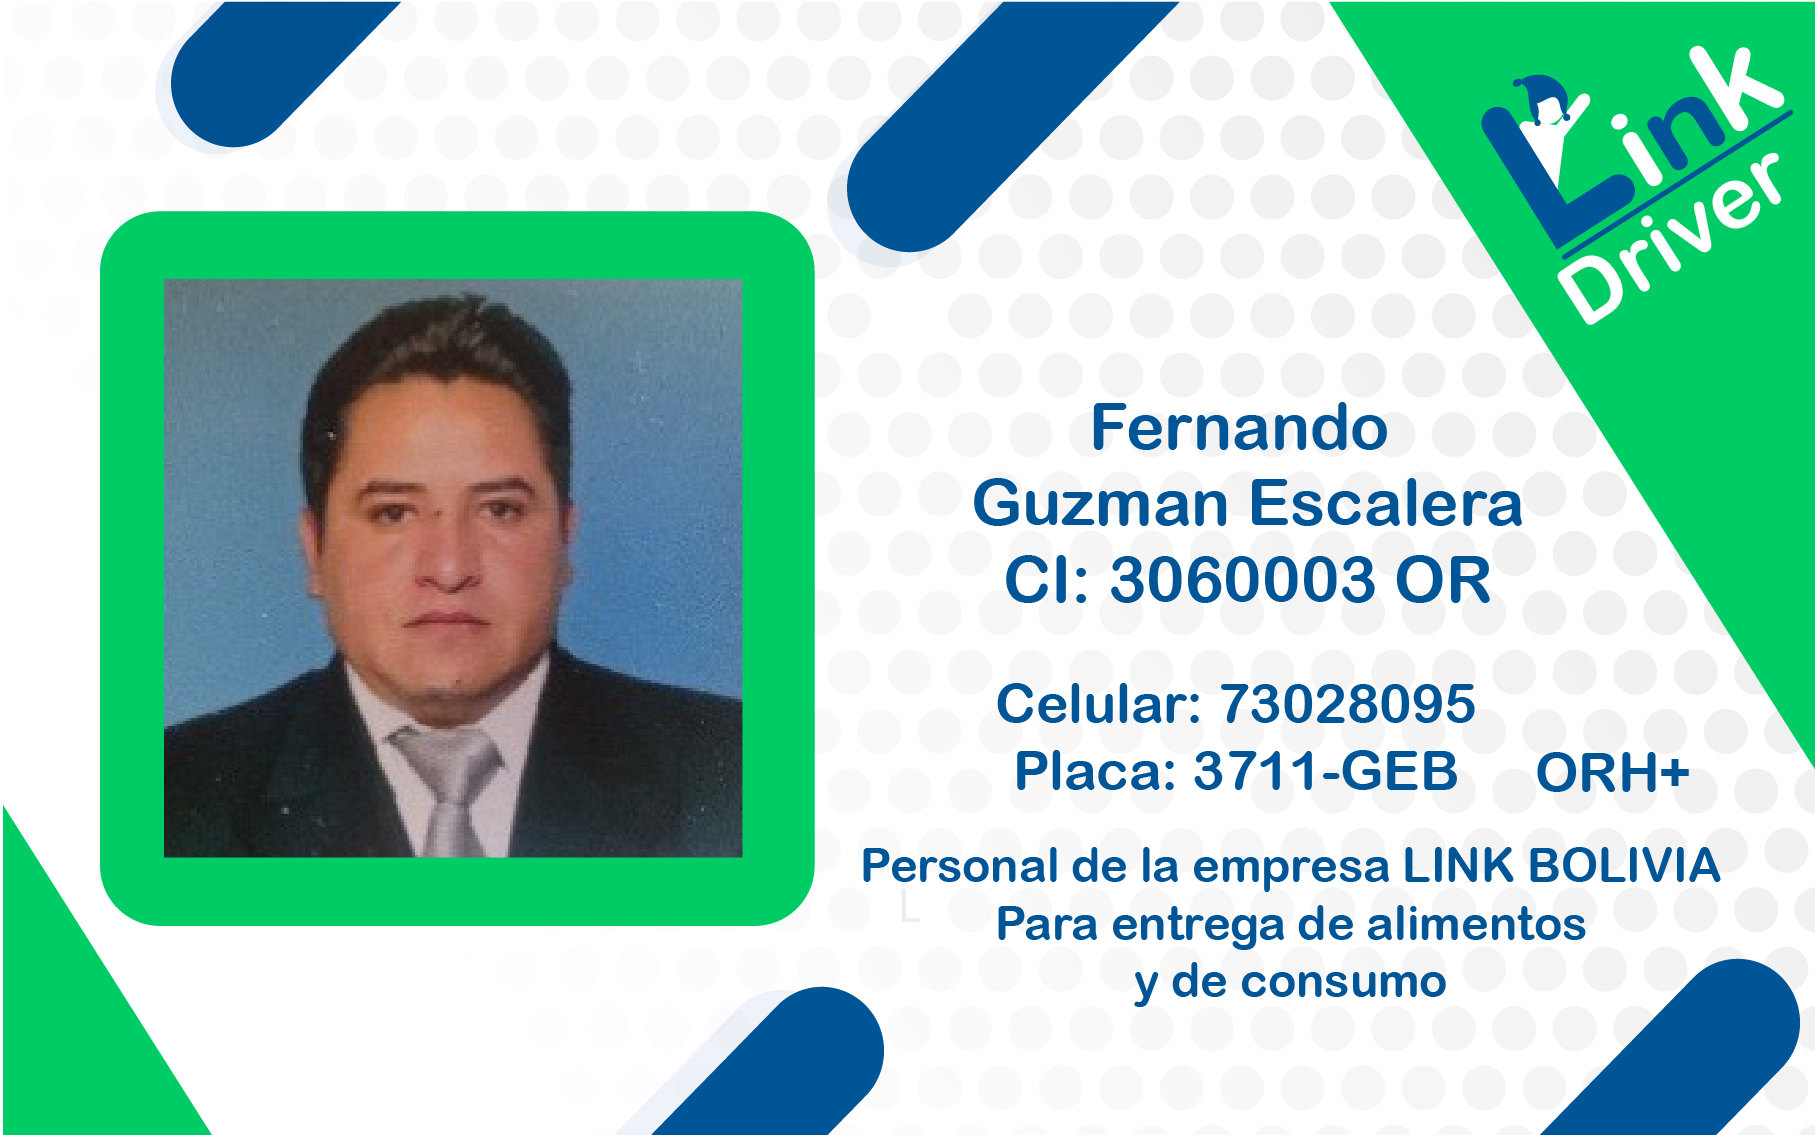 Link
Driver
Fernando
Guzman Escalera
CI: 3060003 OR
Celular: 73028095
Placa: 3711-GEB ORH+
Personal de la empresa LINK BOLIVIA
L
Para entrega de alimentos
y de consumo